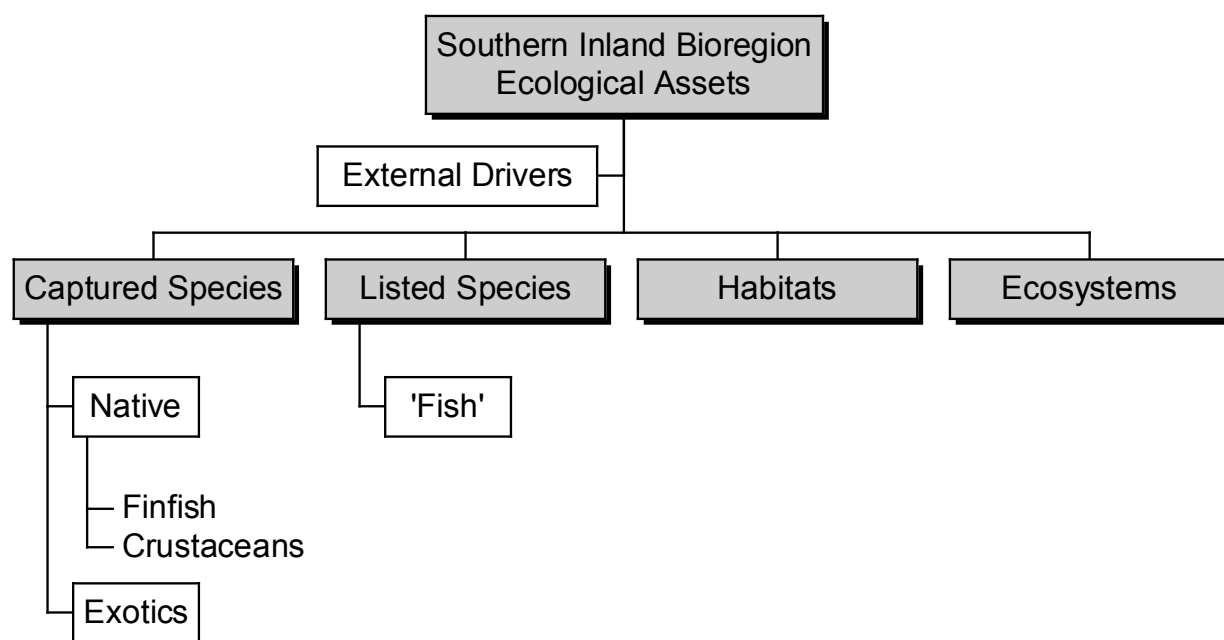 Southern Inland Bioregion
Ecological Assets
External Drivers
Captured Species
Listed Species
Habitats
Ecosystems
Native
'Fish'
Finfish
Crustaceans
Exotics